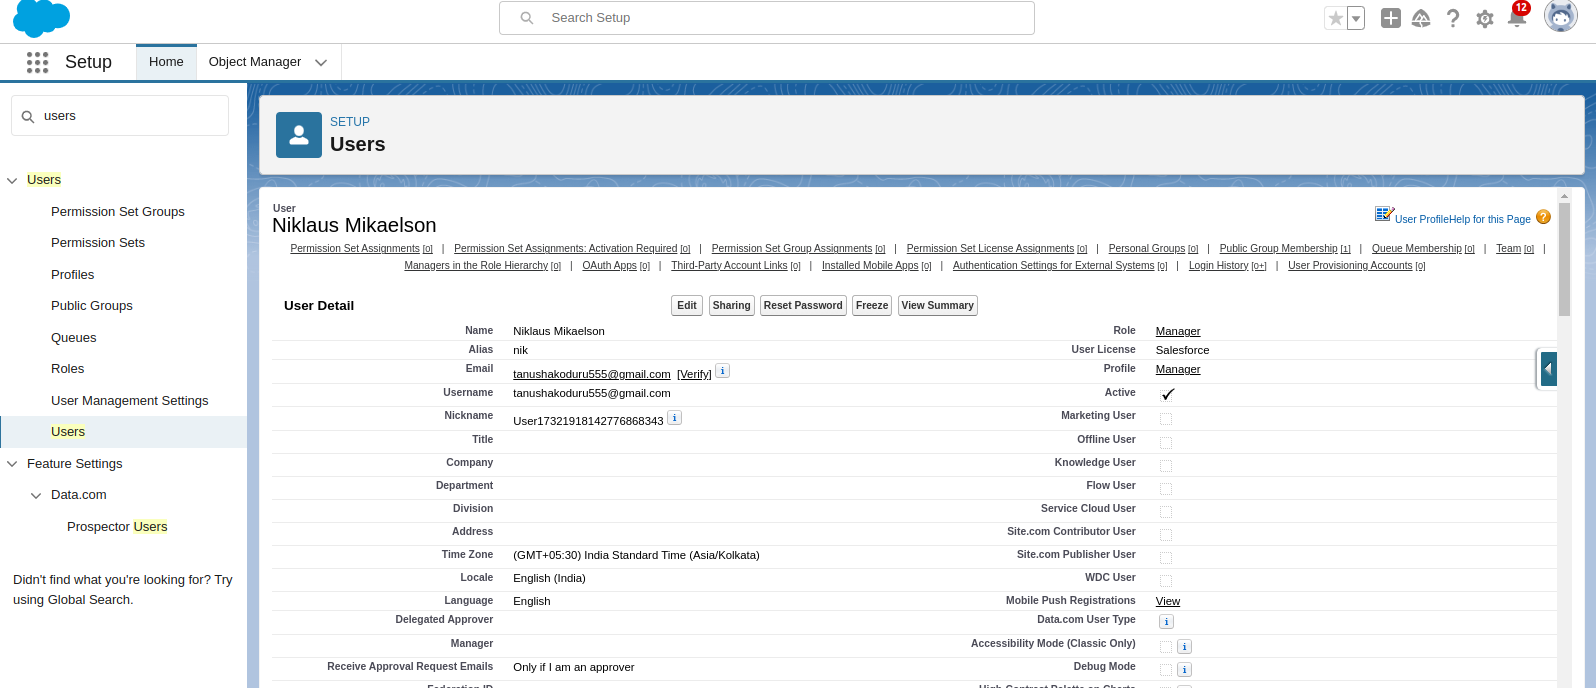 Search Setup
12
Setup
Home
Object Manager
users
Users
Permission Set Groups
Permission Sets
Profiles
Public Groups
Queues
Roles
User Management Settings
Users
Feature Settings
Data.com
Prospector Users
Didn't find what you're looking for? Try
using Global Search.
SETUP
Users
User
Niklaus Mikaelson
User Profile Help for this Page ?
Permission Set Assignments [0] | Permission Set Assignments: Activation Required [0] | Permission Set Group Assignments [0] | Permission Set License Assignments [0] | Personal Groups [0] | Public Group Membership [1] | Queue Membership [0] | Team [0] |
Managers in the Role Hierarchy [0] | OAuth Apps [0] | Third-Party Account Links [0] | Installed Mobile Apps [0] | Authentication Settings for External Systems [0] | Login History [0+] | User Provisioning Accounts [0]
User Detail
Edit Sharing Reset Password Freeze View Summary
Name Niklaus Mikaelson Role Manager
Alias nik User License Salesforce
Email tanushakoduru555@gmail.com [Verify] i Profile Manager
Username tanushakoduru555@gmail.com Active
Nickname User17321918142776868343 i Marketing User
Title Offline User
Company Knowledge User
Department Flow User
Division Service Cloud User
Address Site.com Contributor User
Time Zone (GMT+05:30) India Standard Time (Asia/Kolkata) Site.com Publisher User
Locale English (India) WDC User
Language English Mobile Push Registrations View
Delegated Approver Data.com User Type i
Manager Accessibility Mode (Classic Only) i
Receive Approval Request Emails Only if I am an approver Debug Mode i
Federation ID High-Contrast Palette on Charts